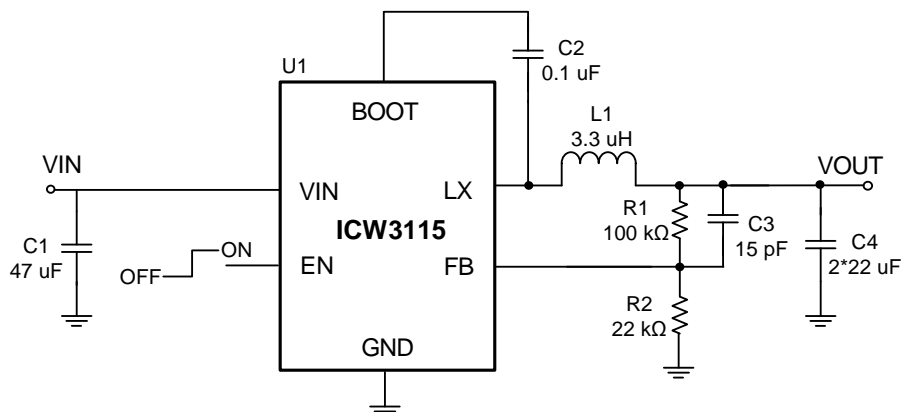 C2
0.1 uF
U1
BOOT
L1
3.3 uH
VIN
VOUT
VIN
LX
R1
100 kΩ
C3
15 pF
ICW3115
C1
47 uF
ON
OFF
EN
FB
C4
2*22 uF
R2
22 kΩ
GND